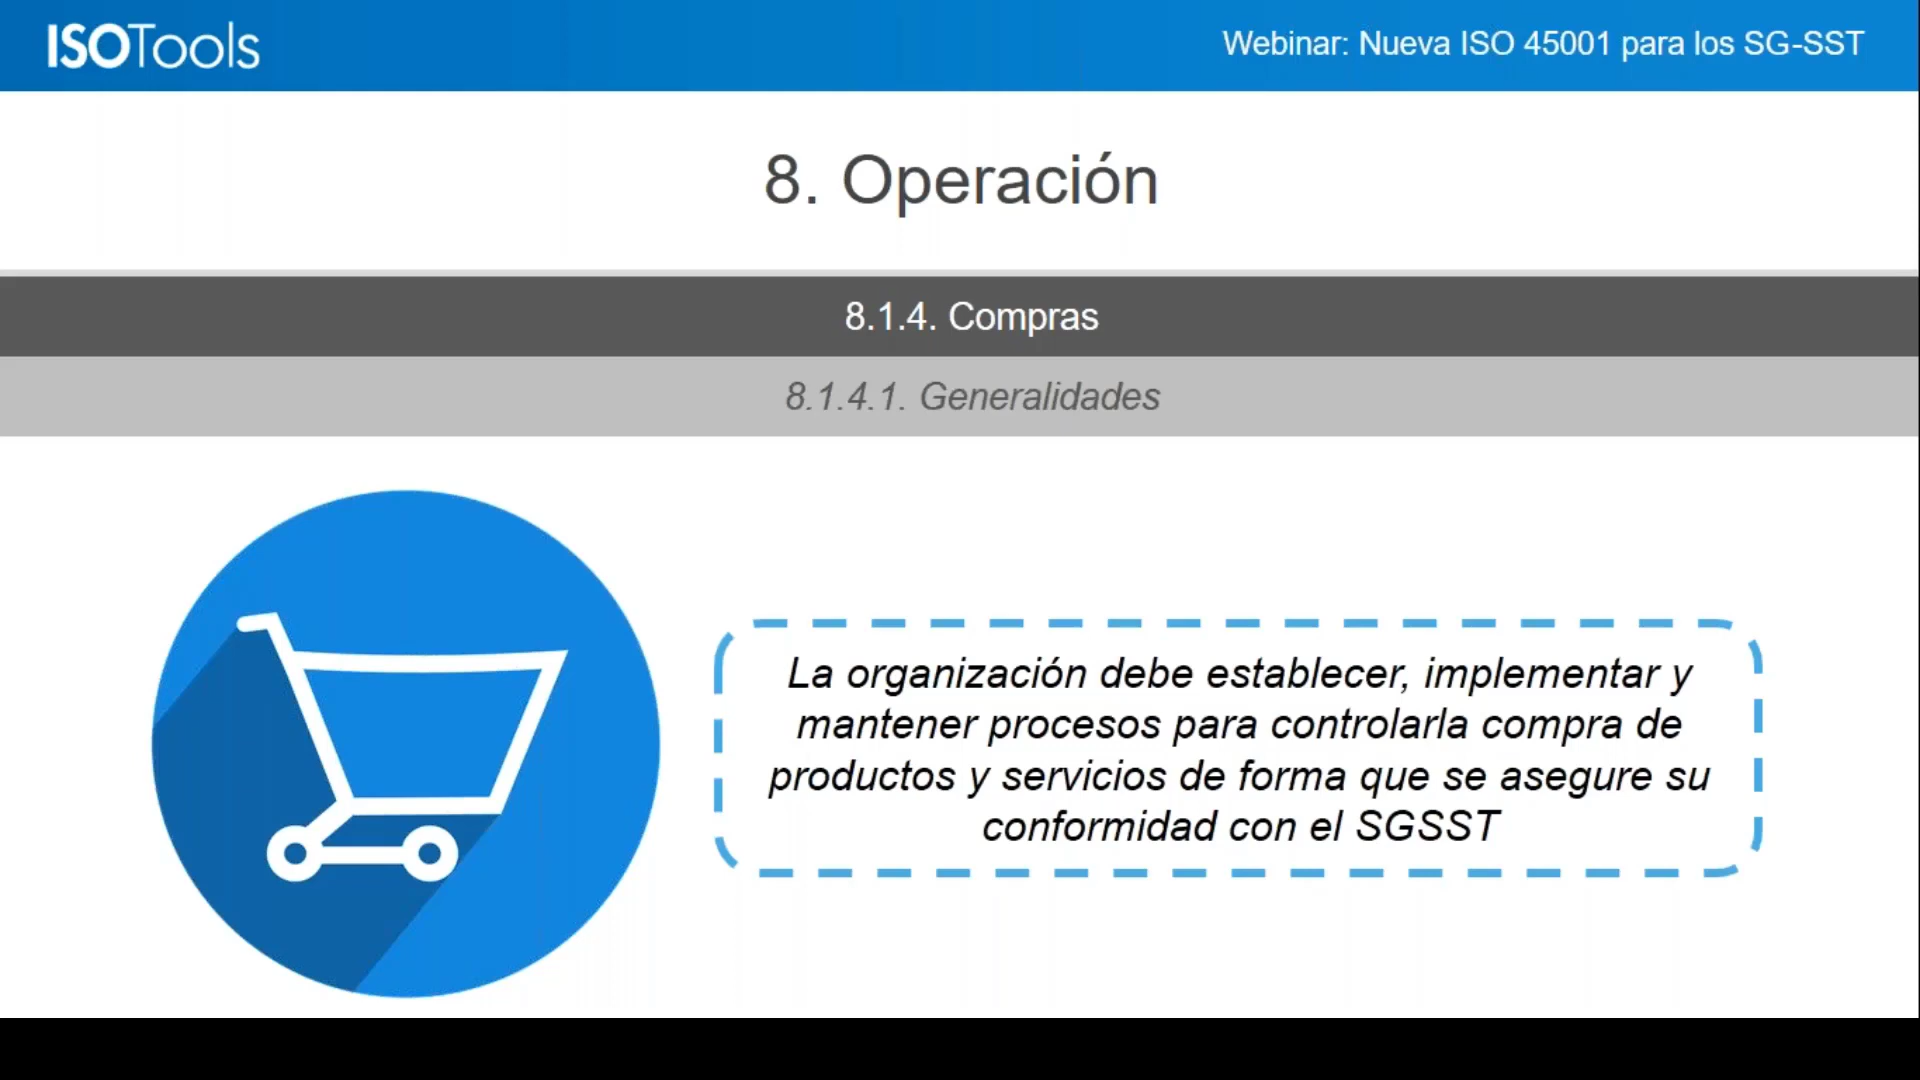 ISOTools
Webinar: Nueva ISO 45001 para los SG-SST
8. Operación
8.1.4. Compras
8.1.4.1. Generalidades
La organización debe establecer, implementar y
mantener procesos para controlarla compra de
productos y servicios de forma que se asegure su
conformidad con el SGSST